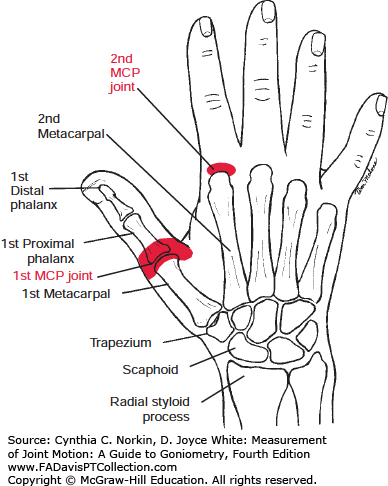 2nd
MCP
joint
2nd
Metacarpal
1st
Distal
phalanx
1st Proximal
phalanx
1st MCP joint
1st Metacarpal
Trapezium
Scaphoid
Radial styloid
process
Source: Cynthia C. Norkin, D. Joyce White: Measurement
of Joint Motion: A Guide to Goniometry, Fourth Edition
www.FADavisPTCollection.com
Copyright © McGraw-Hill Education. All rights reserved.